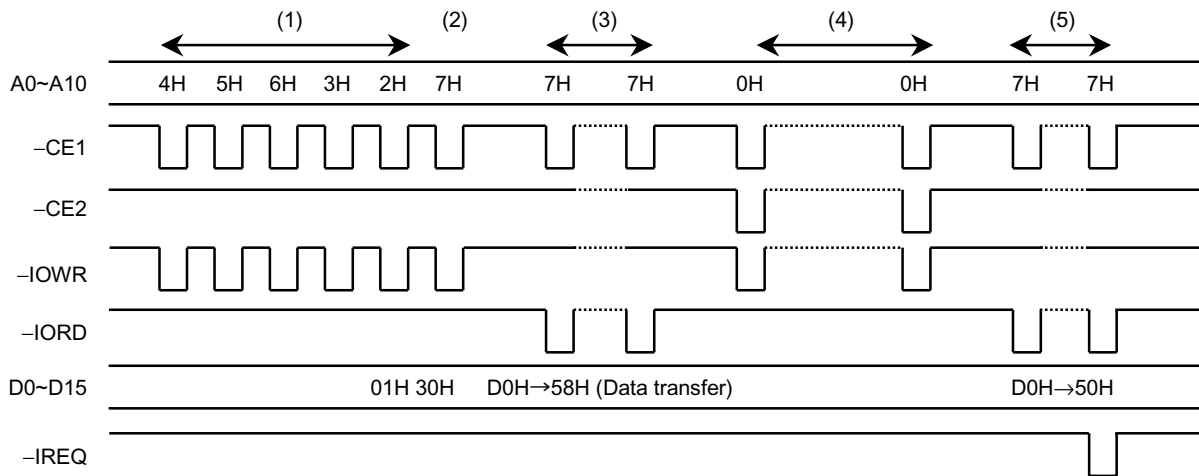 (1) (2) (3) (4) (5)
A0~A10 4H 5H 6H 3H 2H 7H 7H 7H 0H 0H 7H 7H
–CE1
–CE2
–IOWR
–IORD
D0~D15 01H 30H D0H→58H (Data transfer) D0H→50H
–IREQ